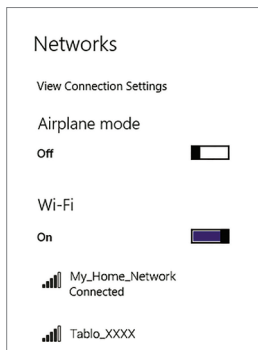 Networks
View Connection Settings
Airplane mode
Off
Wi-Fi
On
My_Home_Network
Connected
Tablo_XXXX